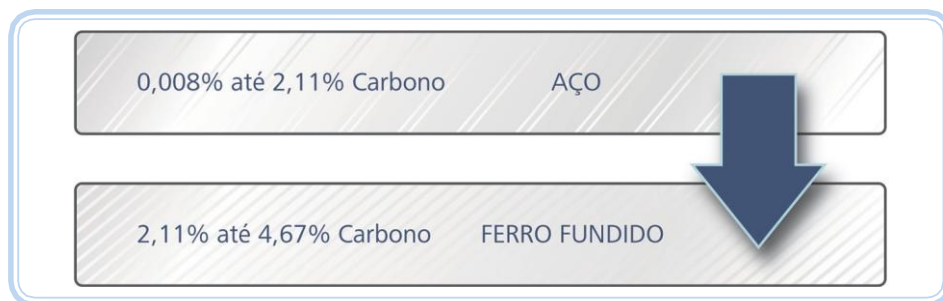 0,008% até 2,11% Carbono AÇO
2,11% até 4,67% Carbono FERRO FUNDIDO